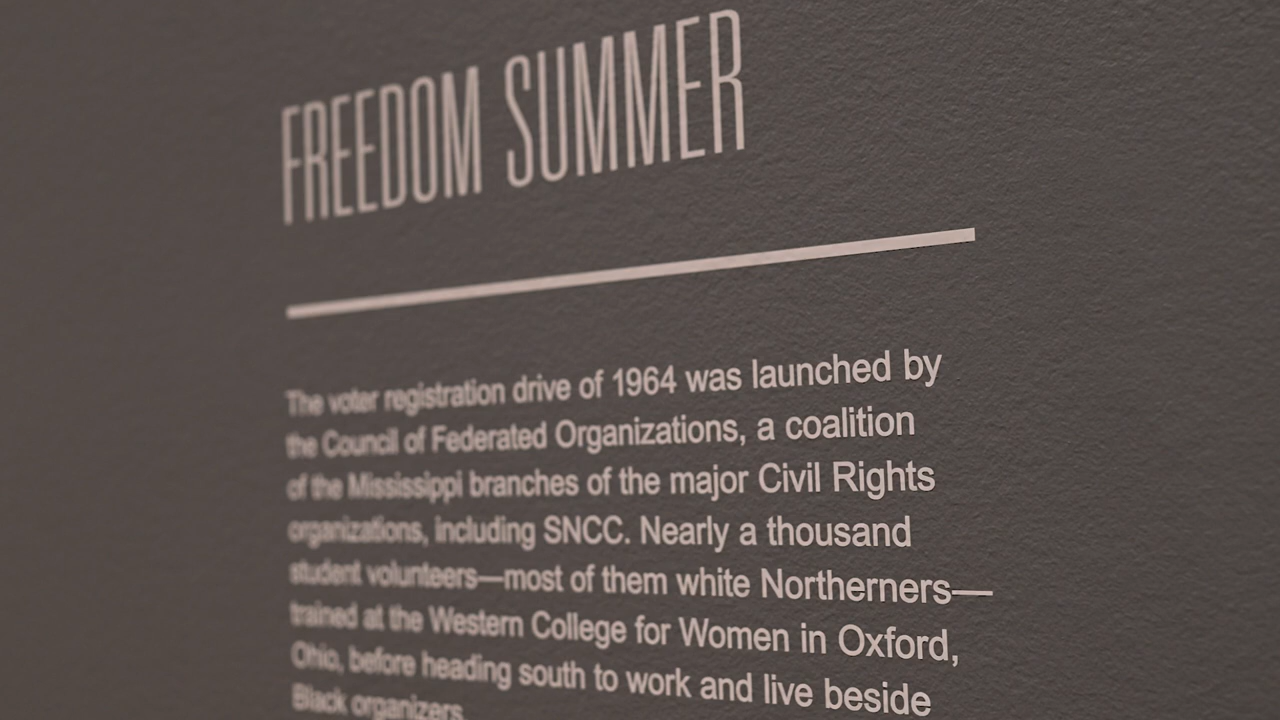 FREEDOM SUMMER
The voter registration drive of 1964 was launched by
the Council of Federated Organizations, a coalition
of the Mississippi branches of the major Civil Rights
organizations, including SNCC. Nearly a thousand
student volunteers—most of them white Northerners—
trained at the Western College for Women in Oxford,
Ohio, before heading south to work and live beside
Black organizers